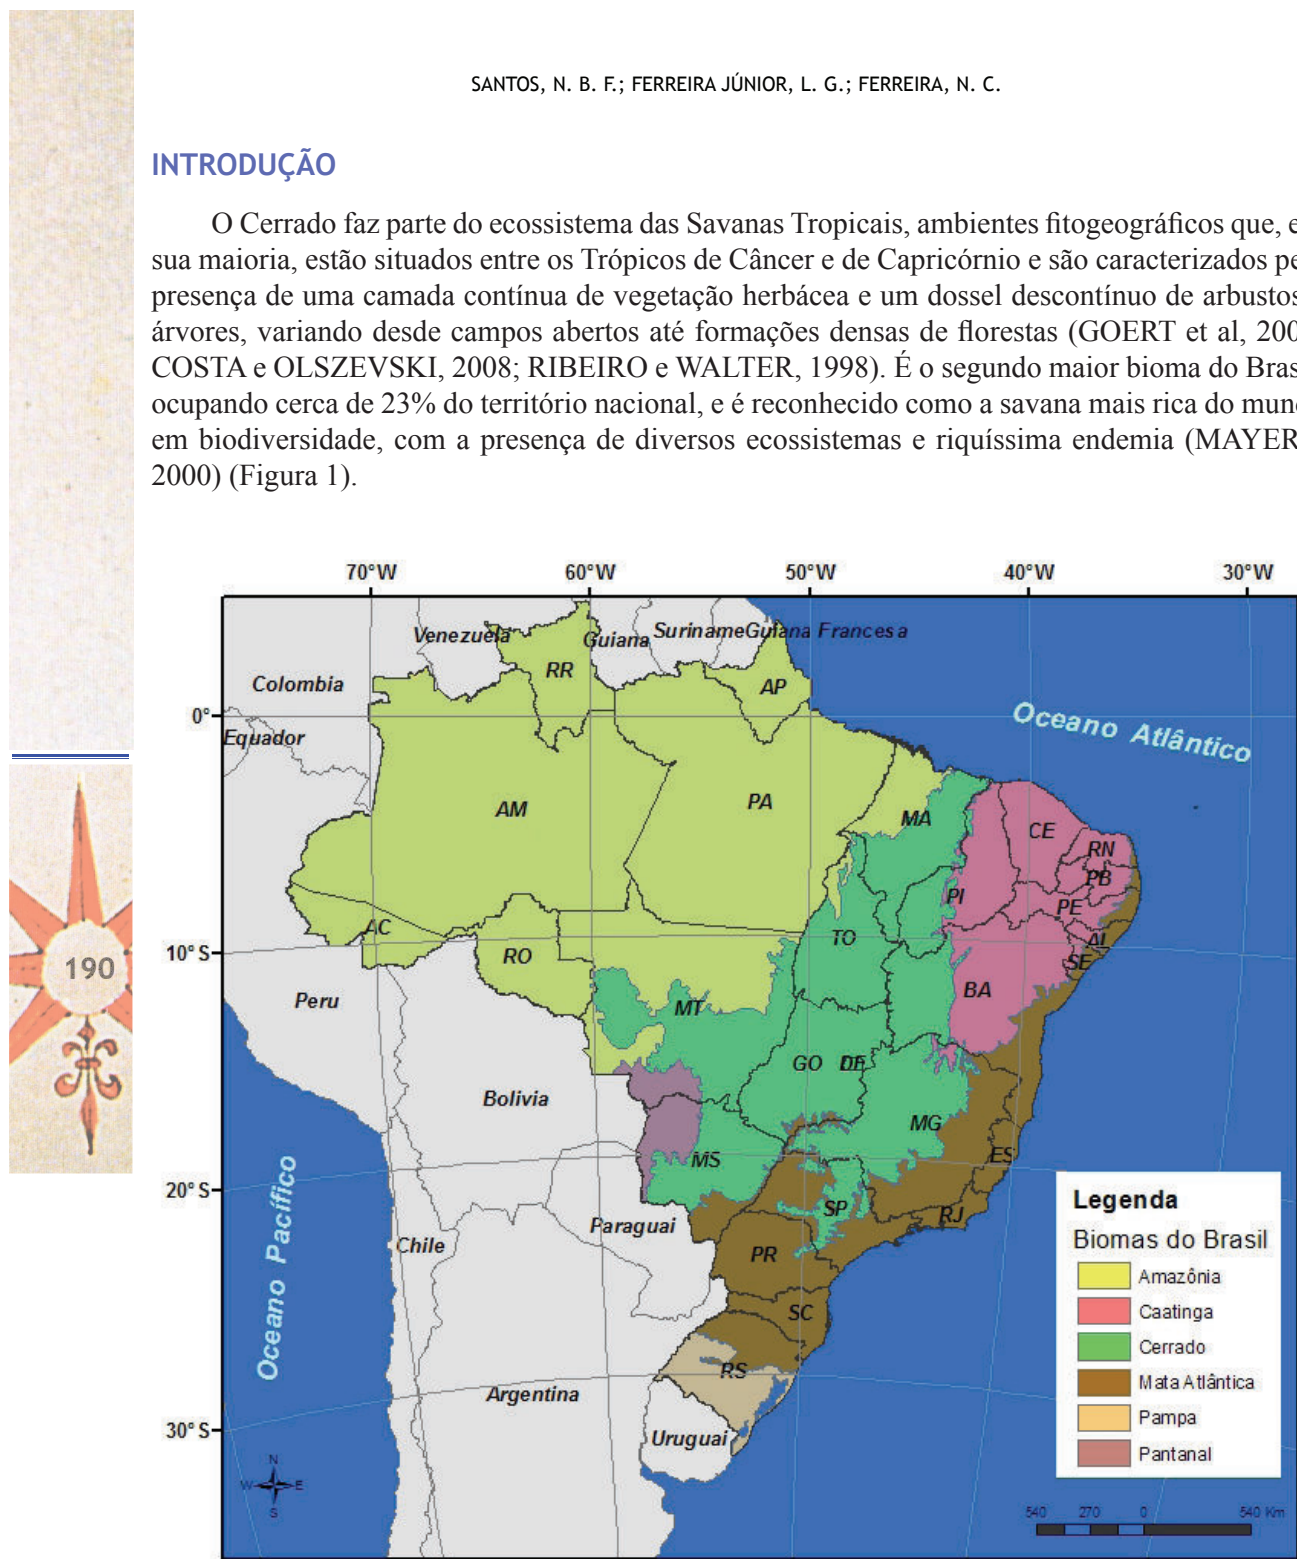 SANTOS, N. B. F.; FERREIRA JÚNIOR, L. G.; FERREIRA, N. C.
INTRODUÇÃO
O Cerrado faz parte do ecossistema das Savanas Tropicais, ambientes fitogeográficos que, e
sua maioria, estão situados entre os Trópicos de Câncer e de Capricórnio e são caracterizados pe
presença de uma camada contínua de vegetação herbácea e um dossel descontínuo de arbustos
árvores, variando desde campos abertos até formações densas de florestas (GOERT et al, 200
COSTA e OLSZEVSKI, 2008; RIBEIRO e WALTER, 1998). É o segundo maior bioma do Bras
ocupando cerca de 23% do território nacional, e é reconhecido como a savana mais rica do mun
em biodiversidade, com a presença de diversos ecossistemas e riquíssima endemia (MAYER
2000) (Figura 1).
70°W 60°W 50°W 40°W 30°W
Venezuela Guiana Suriname Guiana Francesa
RR
Colombia
AP
0°
Oceano Atlântico
Equador
AM
PA
MA
CE
RN
PB
PI
PE
AC
TO
AL
10°S
RO
SE
190
BA
Peru
MT
GO
DF
Bolivia
MG
ES
MS
20°S
SP
RJ
Oceano Pacífico
Paraguai
Chile
PR
SC
RS
Argentina
30°S
Uruguai
N
W E
S
Legenda
Biomas do Brasil
Amazônia
Caatinga
Cerrado
Mata Atlântica
Pampa
Pantanal
540 270 0 540 Km